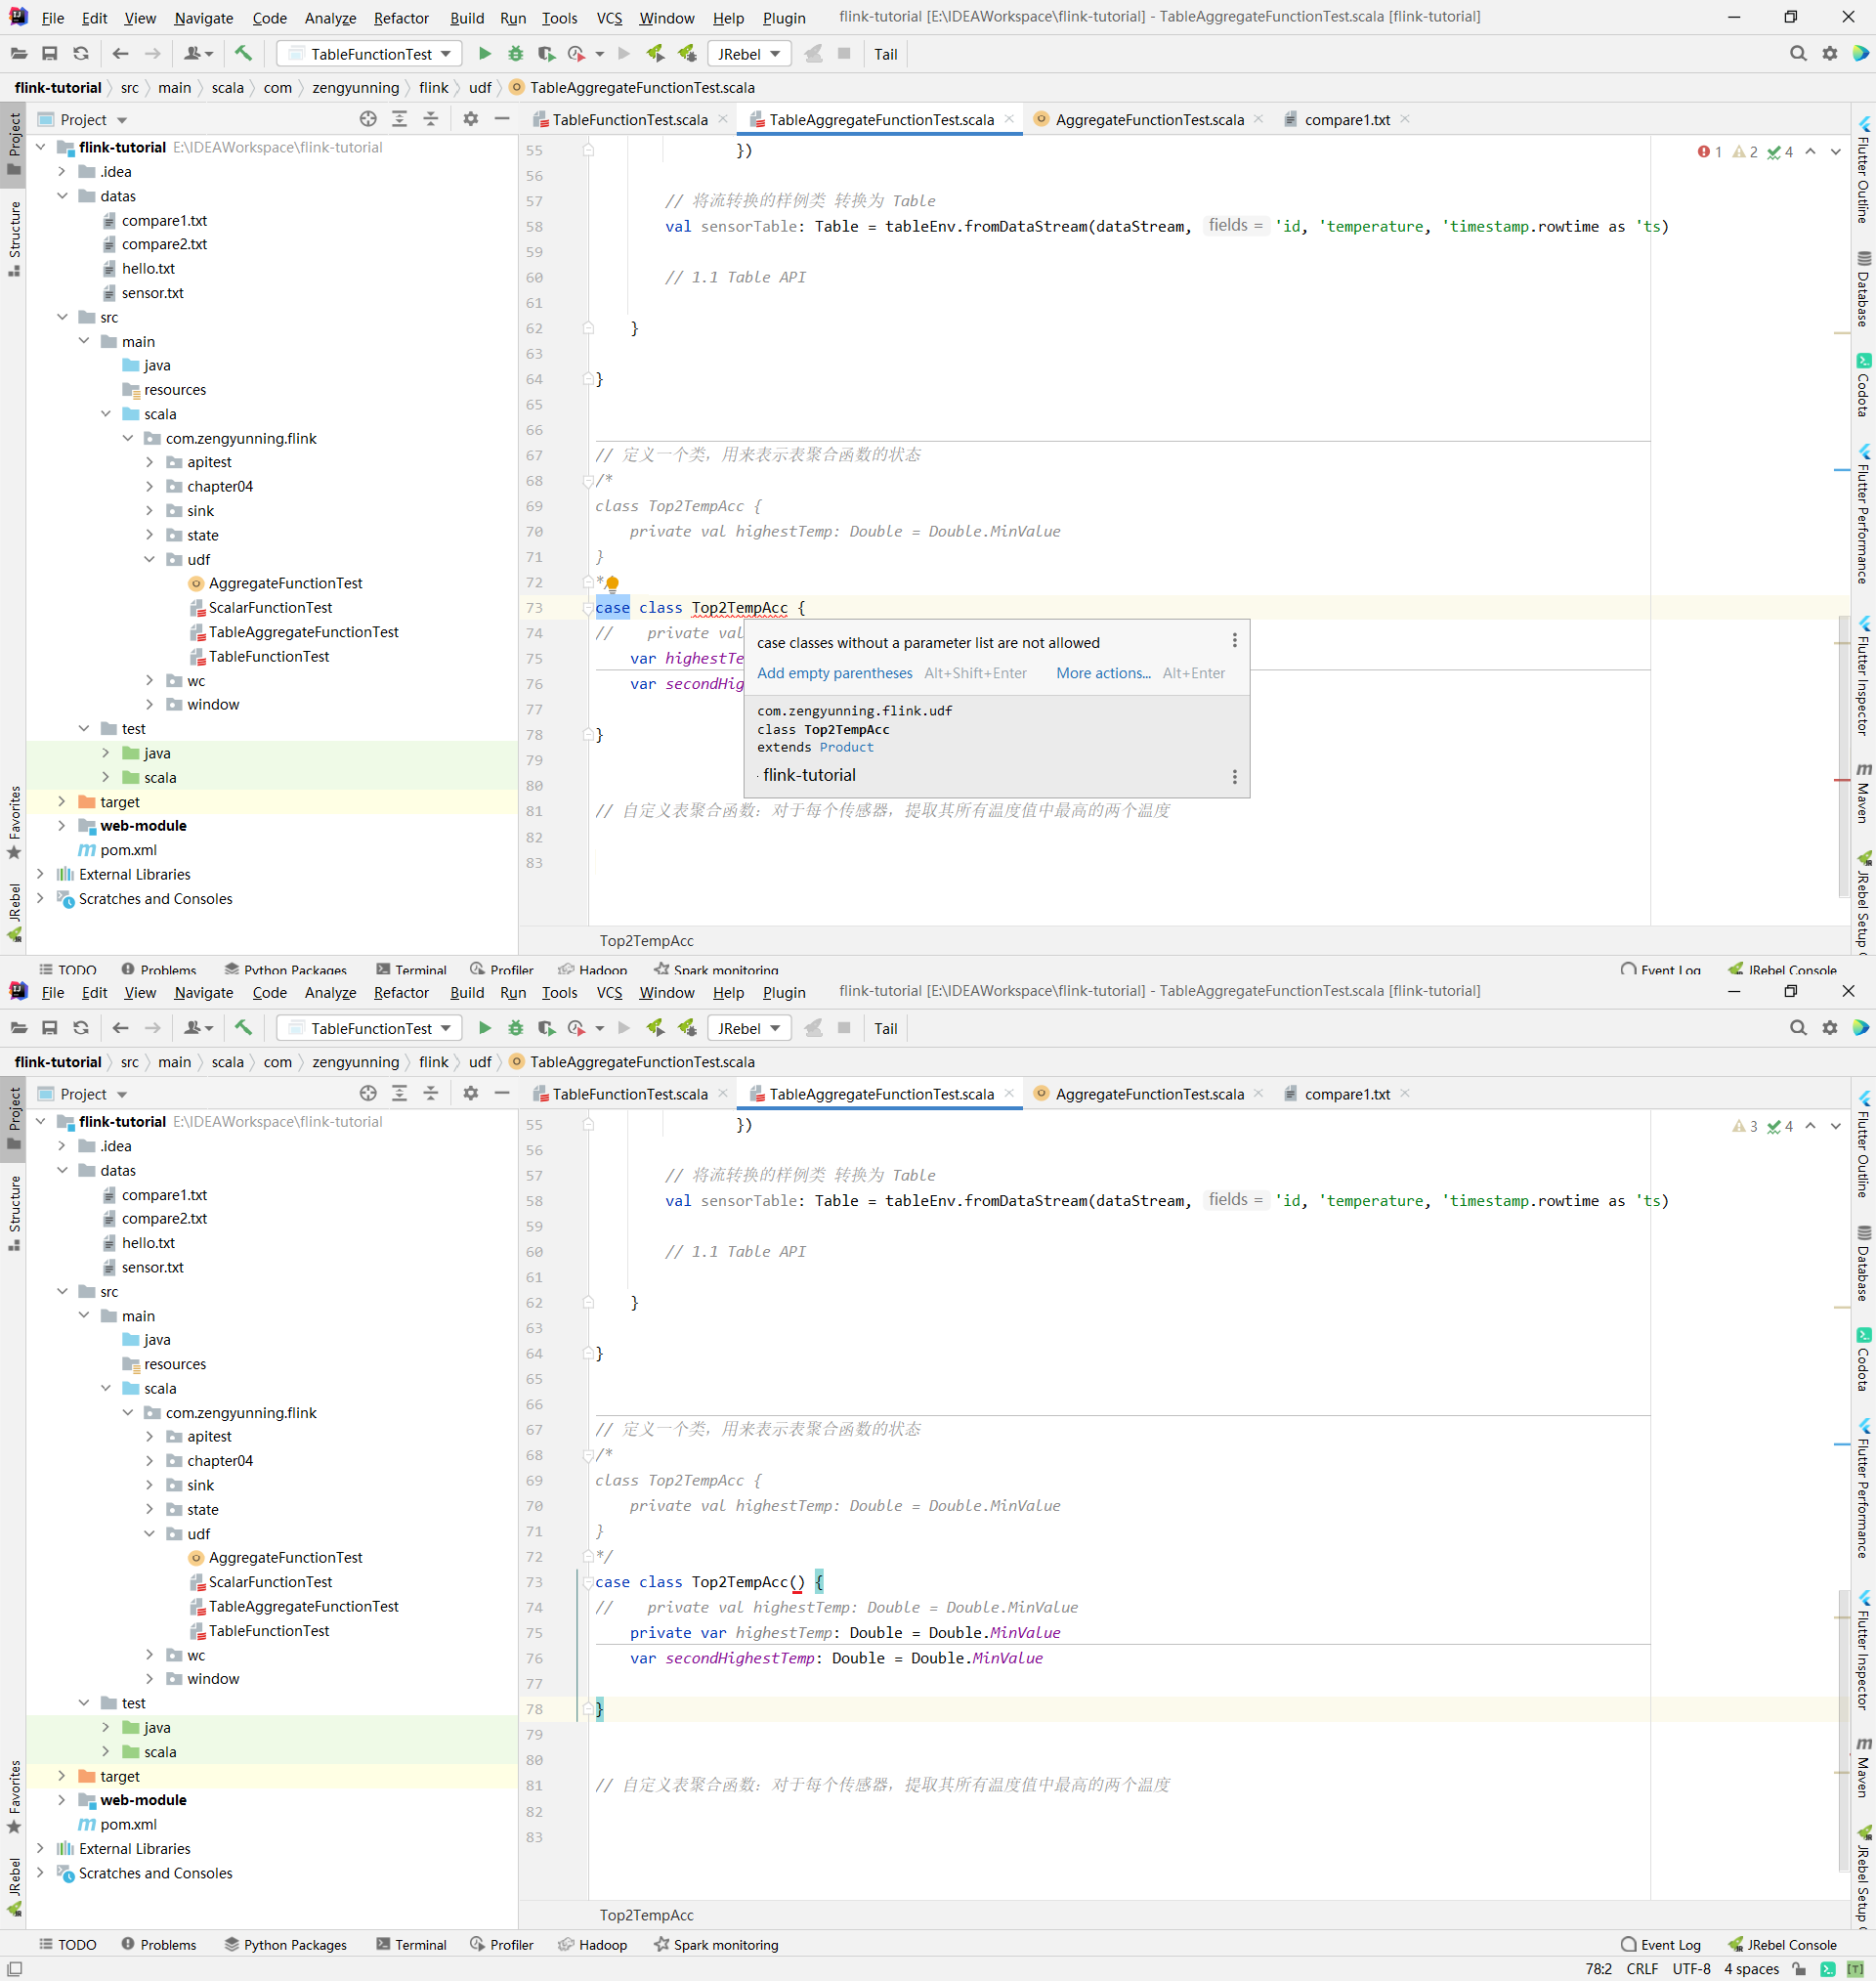 File Edit View Navigate Code Analyze Refactor Build Run Tools VCS Window Help Plugin flink-tutorial [E:\IDEAWorkspace\flink-tutorial] - TableAggregateFunctionTest.scala [flink-tutorial]
TableFunctionTest JRebel Tail
flink-tutorial src main scala com zengyunning flink udf TableAggregateFunctionTest.scala
Project TableFunctionTest.scala TableAggregateFunctionTest.scala AggregateFunctionTest.scala compare1.txt
Project
Structure
Favorites
JRebel
flink-tutorial E:\IDEAWorkspace\flink-tutorial
.idea
datas
compare1.txt
compare2.txt
hello.txt
sensor.txt
src
main
java
resources
scala
com.zengyunning.flink
apitest
chapter04
sink
state
udf
AggregateFunctionTest
ScalarFunctionTest
TableAggregateFunctionTest
TableFunctionTest
wc
window
test
java
scala
target
web-module
pom.xml
External Libraries
Scratches and Consoles
1 2 4
55 })
56
57 // 将流转换的样例类 转换为 Table
58 val sensorTable: Table = tableEnv.fromDataStream(dataStream, fields = 'id, 'temperature, 'timestamp.rowtime as 'ts)
59
60 // 1.1 Table API
61
62 }
63
64 }
65
66
67 // 定义一个类，用来表示表聚合函数的状态
68 /*
69 class Top2TempAcc {
70 private val highestTemp: Double = Double.MinValue
71 }
72 */
73 case class Top2TempAcc {
74 // private val
75 var highestTe
76 var secondHig
77
78 }
79
80
81 // 自定义表聚合函数：对于每个传感器，提取其所有温度值中最高的两个温度
82
83
case classes without a parameter list are not allowed
Add empty parentheses Alt+Shift+Enter More actions... Alt+Enter
com.zengyunning.flink.udf
class Top2TempAcc
extends Product
flink-tutorial
Top2TempAcc
Flutter Outline
Database
Codota
Flutter Performance
Flutter Inspector
Maven
JRebel Setup
TODO Problems Python Packages Terminal Profiler Hadoop Spark monitoring Event Log JRebel Console
File Edit View Navigate Code Analyze Refactor Build Run Tools VCS Window Help Plugin flink-tutorial [E:\IDEAWorkspace\flink-tutorial] - TableAggregateFunctionTest.scala [flink-tutorial]
TableFunctionTest JRebel Tail
flink-tutorial src main scala com zengyunning flink udf TableAggregateFunctionTest.scala
Project TableFunctionTest.scala TableAggregateFunctionTest.scala AggregateFunctionTest.scala compare1.txt
Project
Structure
Favorites
JRebel
flink-tutorial E:\IDEAWorkspace\flink-tutorial
.idea
datas
compare1.txt
compare2.txt
hello.txt
sensor.txt
src
main
java
resources
scala
com.zengyunning.flink
apitest
chapter04
sink
state
udf
AggregateFunctionTest
ScalarFunctionTest
TableAggregateFunctionTest
TableFunctionTest
wc
window
test
java
scala
target
web-module
pom.xml
External Libraries
Scratches and Consoles
3 4
55 })
56
57 // 将流转换的样例类 转换为 Table
58 val sensorTable: Table = tableEnv.fromDataStream(dataStream, fields = 'id, 'temperature, 'timestamp.rowtime as 'ts)
59
60 // 1.1 Table API
61
62 }
63
64 }
65
66
67 // 定义一个类，用来表示表聚合函数的状态
68 /*
69 class Top2TempAcc {
70 private val highestTemp: Double = Double.MinValue
71 }
72 */
73 case class Top2TempAcc() {
74 // private val highestTemp: Double = Double.MinValue
75 private var highestTemp: Double = Double.MinValue
76 var secondHighestTemp: Double = Double.MinValue
77
78 }
79
80
81 // 自定义表聚合函数：对于每个传感器，提取其所有温度值中最高的两个温度
82
83
Top2TempAcc
Flutter Outline
Database
Codota
Flutter Performance
Flutter Inspector
Maven
JRebel Setup
TODO Problems Python Packages Terminal Profiler Hadoop Spark monitoring Event Log JRebel Console
78:2 CRLF UTF-8 4 spaces [T]